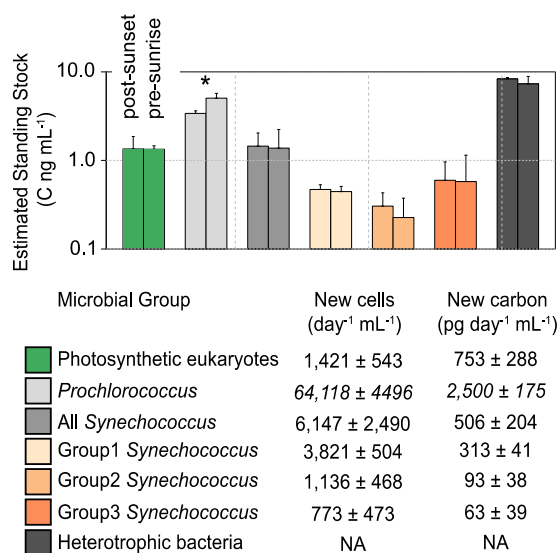 post-sunset
pre-sunrise
*
Estimated Standing Stock
(C ng mL⁻¹)
10.0
1.0
0.1
Microbial Group New cells (day⁻¹ mL⁻¹) New carbon (pg day⁻¹ mL⁻¹)
Photosynthetic eukaryotes 1,421 ± 543 753 ± 288
Prochlorococcus 64,118 ± 4496 2,500 ± 175
All Synechococcus 6,147 ± 2,490 506 ± 204
Group1 Synechococcus 3,821 ± 504 313 ± 41
Group2 Synechococcus 1,136 ± 468 93 ± 38
Group3 Synechococcus 773 ± 473 63 ± 39
Heterotrophic bacteria NA NA